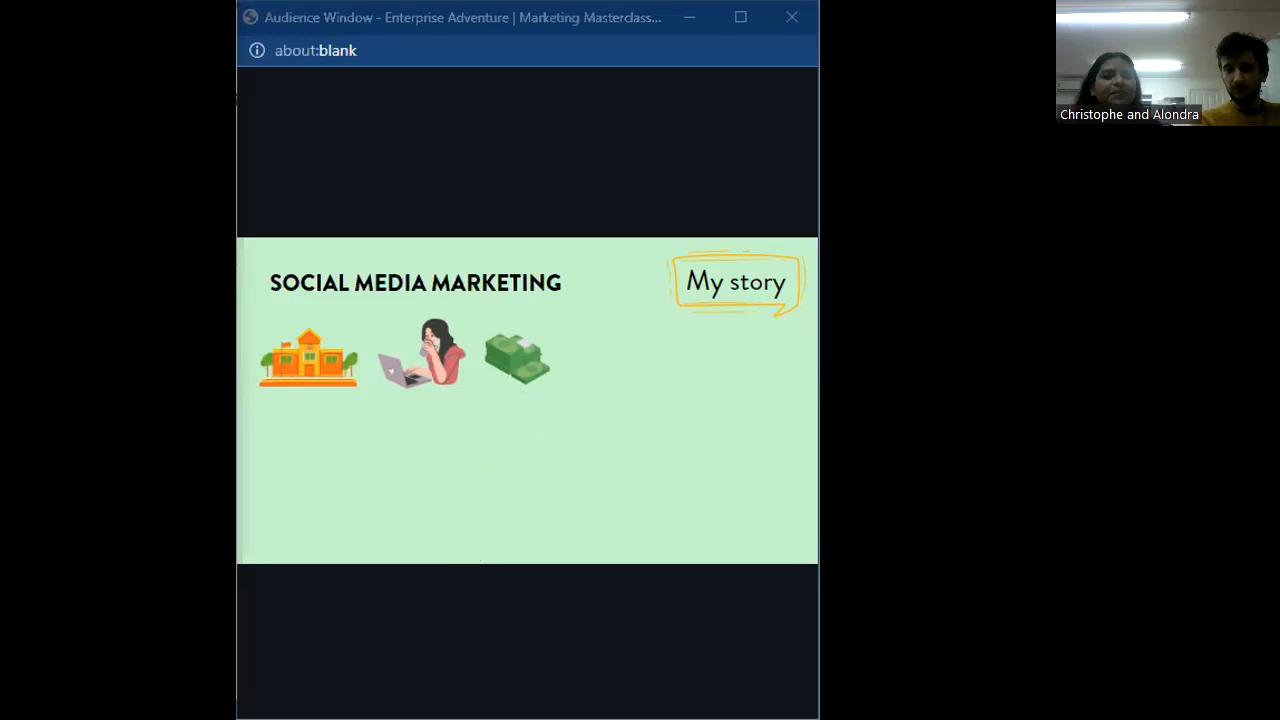 Audience Window - Enterprise Adventure | Marketing Masterclass...
about:blank
SOCIAL MEDIA MARKETING
My story
Christophe and Alondra